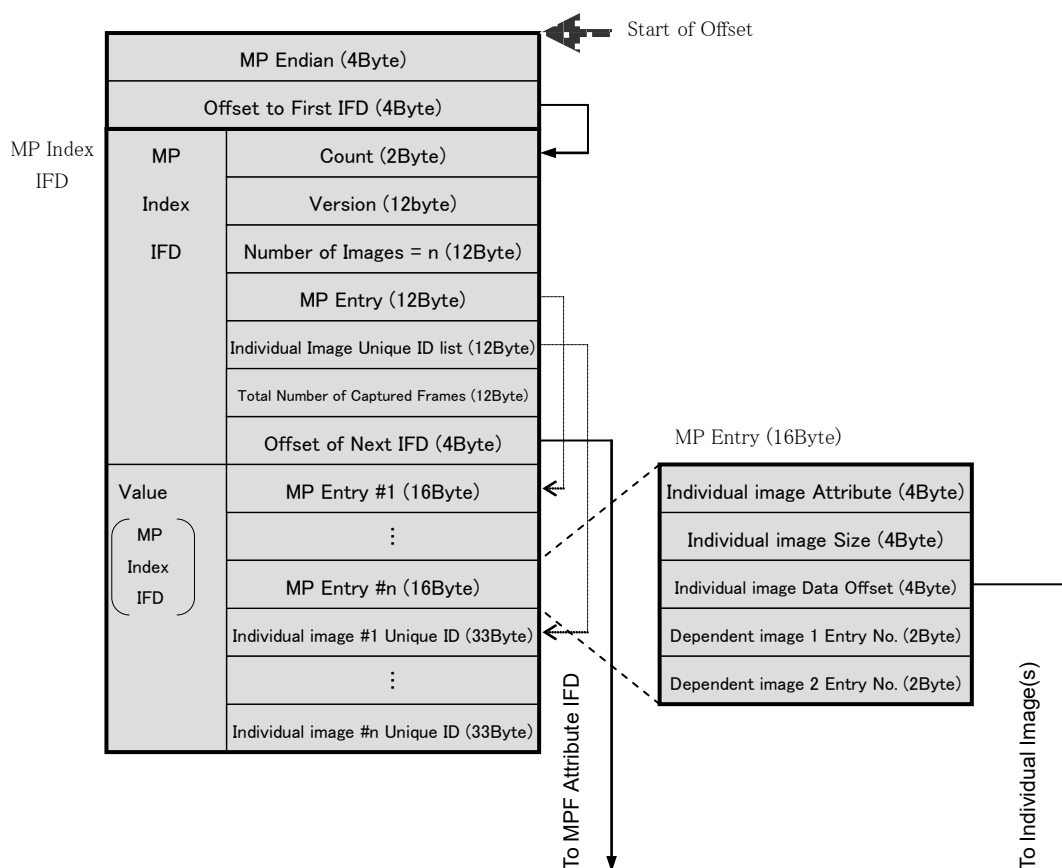 Start of Offset
MP Endian (4Byte)
Offset to First IFD (4Byte)
MP Index
IFD
MP
Index
IFD
Count (2Byte)
Version (12byte)
Number of Images = n (12Byte)
MP Entry (12Byte)
Individual Image Unique ID list (12Byte)
Total Number of Captured Frames (12Byte)
Offset of Next IFD (4Byte)
Value
MP
Index
IFD
MP Entry #1 (16Byte)
⋮
MP Entry #n (16Byte)
Individual image #1 Unique ID (33Byte)
⋮
Individual image #n Unique ID (33Byte)
To MPF Attribute IFD
MP Entry (16Byte)
Individual image Attribute (4Byte)
Individual image Size (4Byte)
Individual image Data Offset (4Byte)
Dependent image 1 Entry No. (2Byte)
Dependent image 2 Entry No. (2Byte)
To Individual Image(s)